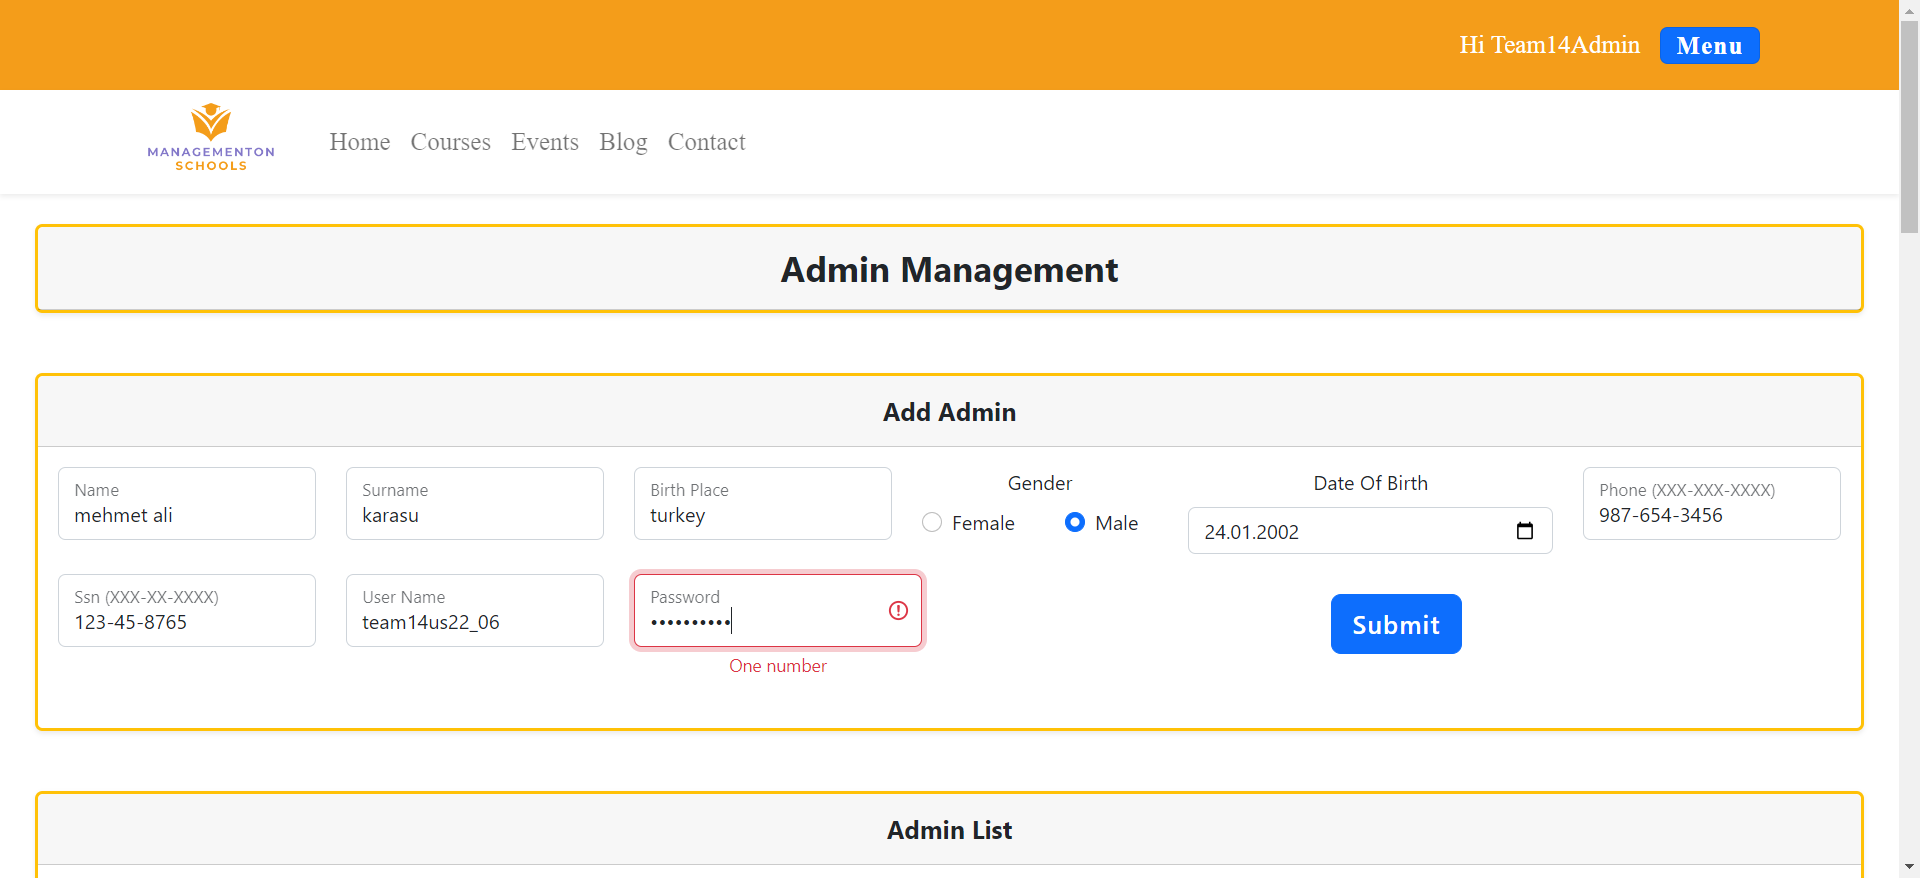 Hi Team14Admin Menu
MANAGEMENTON
SCHOOLS
Home Courses Events Blog Contact
Admin Management
Add Admin
Name
mehmet ali
Surname
karasu
Birth Place
turkey
Gender
Female Male
Date Of Birth
24.01.2002
Phone (XXX-XXX-XXXX)
987-654-3456
Ssn (XXX-XX-XXXX)
123-45-8765
User Name
team14us22_06
Password
••••••••••
One number
Submit
Admin List